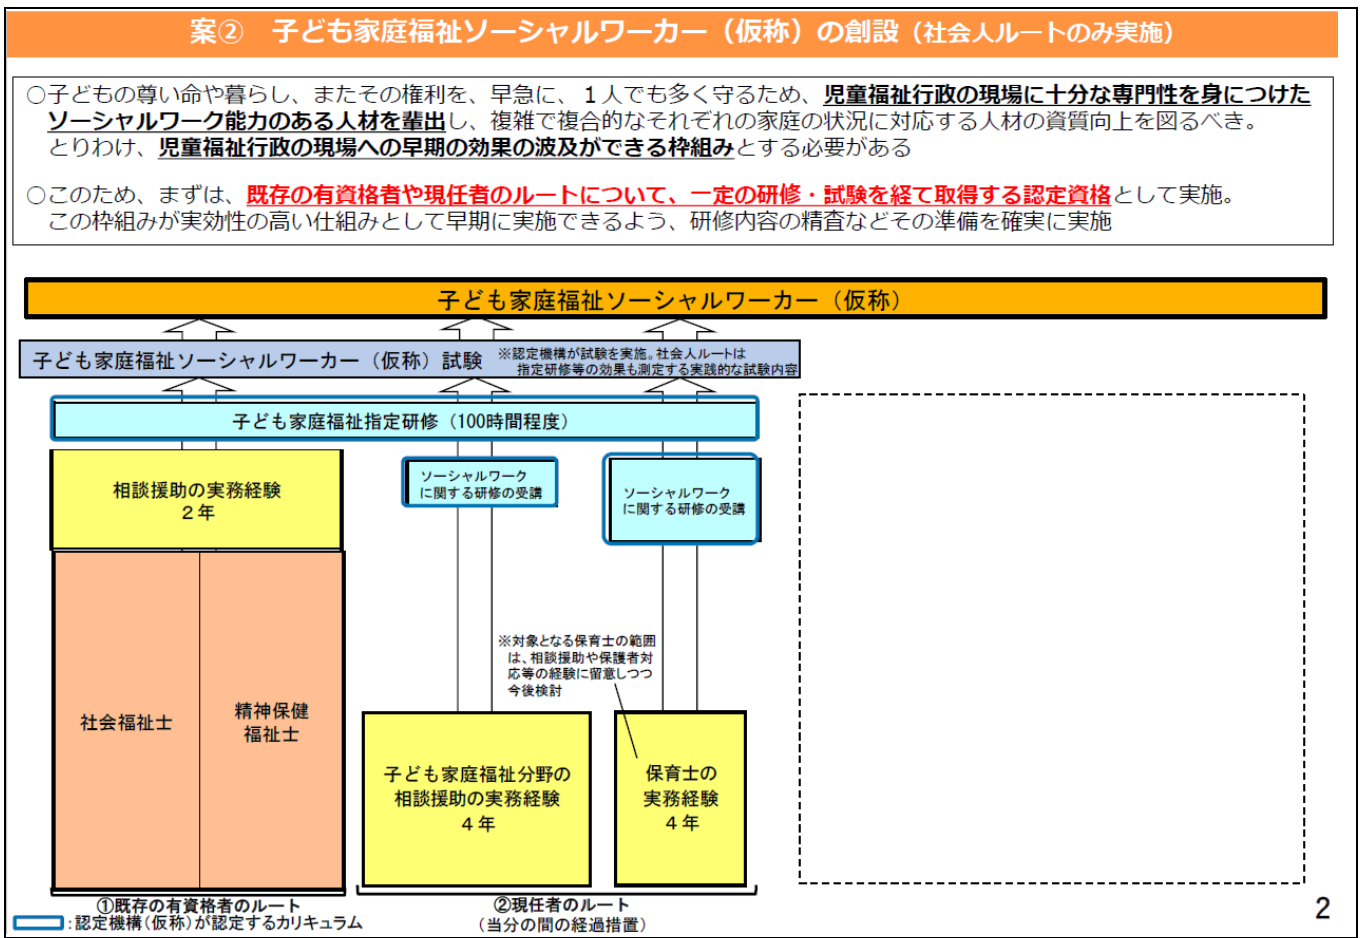 案②　子ども家庭福祉ソーシャルワーカー（仮称）の創設（社会人ルートのみ実施）
○子どもの尊い命や暮らし、またその権利を、早急に、１人でも多く守るため、児童福祉行政の現場に十分な専門性を身につけた
ソーシャルワーク能力のある人材を輩出し、複雑で複合的なそれぞれの家庭の状況に対応する人材の資質向上を図るべき。
とりわけ、児童福祉行政の現場への早期の効果の波及ができる枠組みとする必要がある
○このため、まずは、既存の有資格者や現任者のルートについて、一定の研修・試験を経て取得する認定資格として実施。
この枠組みが実効性の高い仕組みとして早期に実施できるよう、研修内容の精査などその準備を確実に実施
子ども家庭福祉ソーシャルワーカー（仮称）
子ども家庭福祉ソーシャルワーカー（仮称）試験
※認定機構が試験を実施。社会人ルートは
指定研修等の効果も測定する実践的な試験内容
子ども家庭福祉指定研修（100時間程度）
相談援助の実務経験
２年
ソーシャルワーク
に関する研修の受講
ソーシャルワーク
に関する研修の受講
※対象となる保育士の範囲
は、相談援助や保護者対
応等の経験に留意しつつ
今後検討
社会福祉士
精神保健
福祉士
子ども家庭福祉分野の
相談援助の実務経験
４年
保育士の
実務経験
４年
①既存の有資格者のルート
②現任者のルート
（当分の間の経過措置）
：認定機構（仮称）が認定するカリキュラム
2